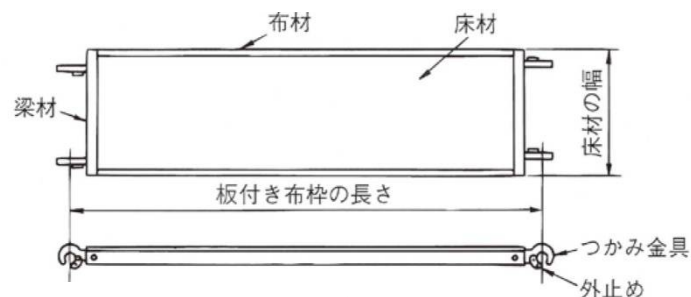 布材
床材
梁材
床材の幅
板付き布枠の長さ
つかみ金具
外止め